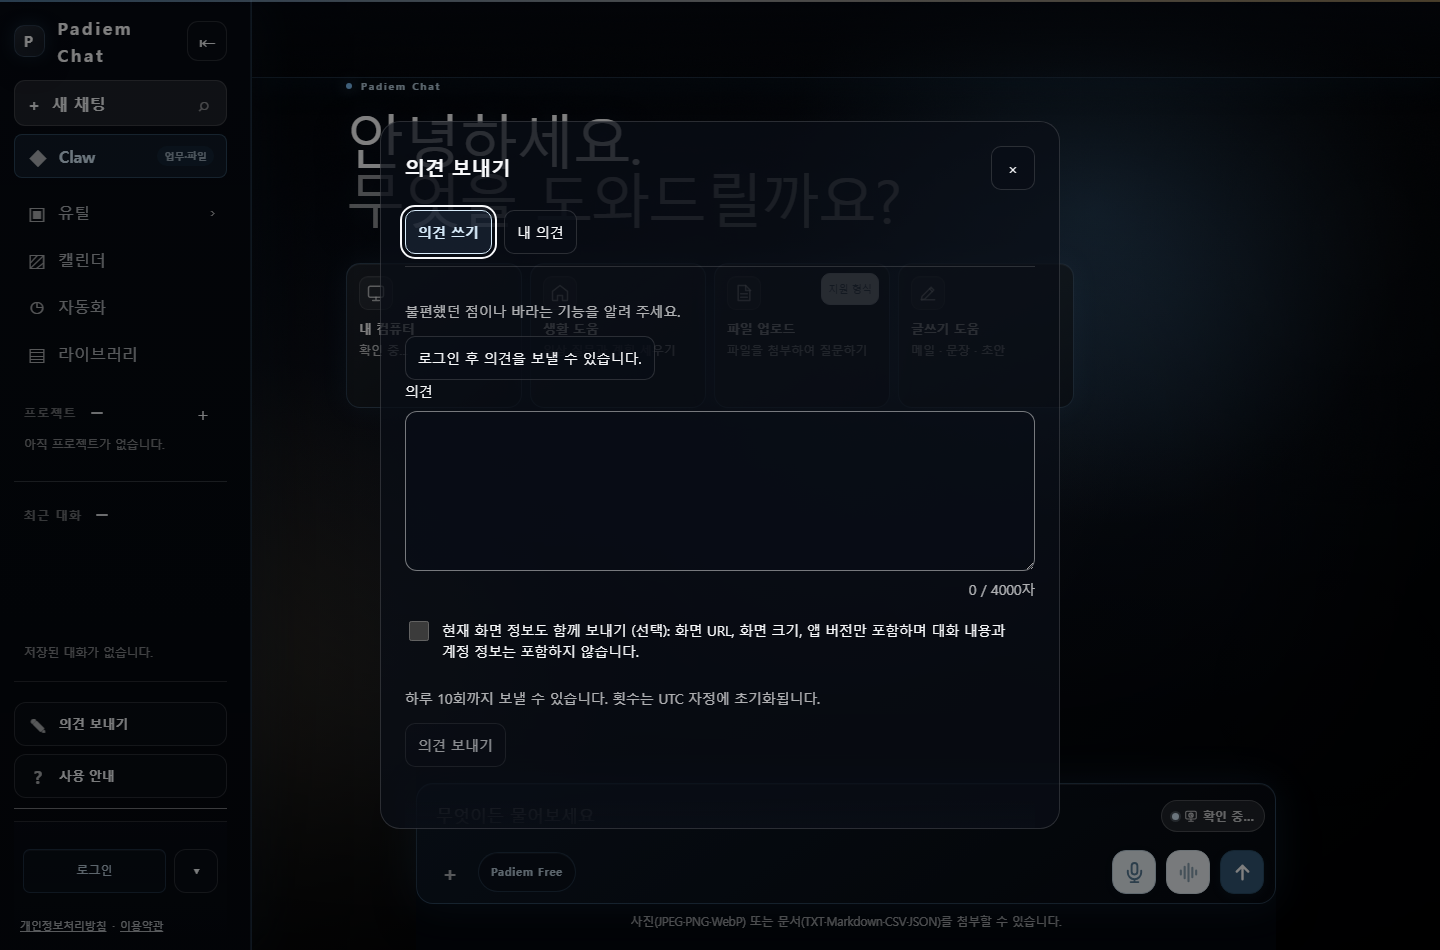 P
Padiem
Chat
+ 새 채팅
Claw
업무·파일
유틸
캘린더
자동화
라이브러리
프로젝트
+
아직 프로젝트가 없습니다.
최근 대화
저장된 대화가 없습니다.
의견 보내기
? 사용 안내
로그인
개인정보처리방침 · 이용약관
Padiem Chat
안녕하세요.
무엇을 도와드릴까요?
의견 보내기
×
의견 쓰기
내 의견
불편했던 점이나 바라는 기능을 알려 주세요.
로그인 후 의견을 보낼 수 있습니다.
의견
0 / 4000자
현재 화면 정보도 함께 보내기 (선택): 화면 URL, 화면 크기, 앱 버전만 포함하며 대화 내용과
계정 정보는 포함하지 않습니다.
하루 10회까지 보낼 수 있습니다. 횟수는 UTC 자정에 초기화됩니다.
의견 보내기
내 컴퓨터
확인 중...
생활 도움
파일 업로드
파일을 첨부하여 질문하기
지원 형식
글쓰기 도움
메일 · 문장 · 초안
무엇이든 물어보세요
확인 중...
+
Padiem Free
사진(JPEG·PNG·WebP) 또는 문서(TXT·Markdown·CSV·JSON)를 첨부할 수 있습니다.